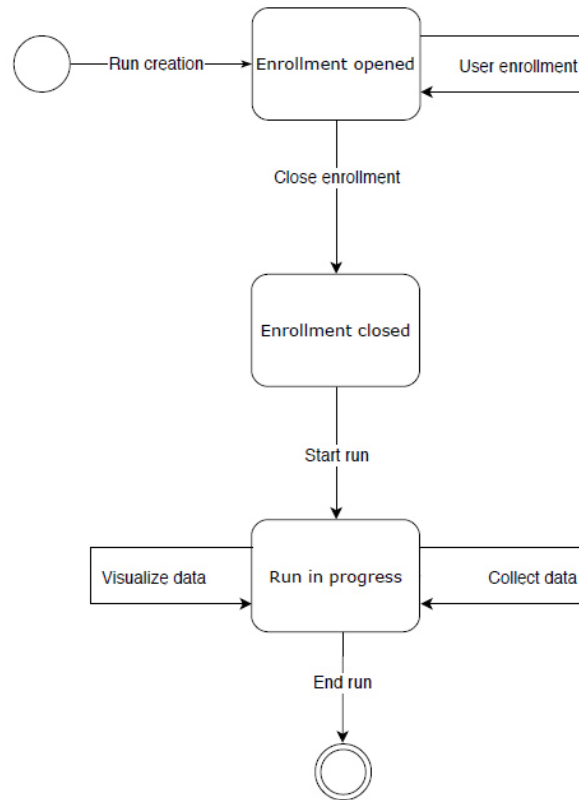 Run creation
Enrollment opened
User enrollment
Close enrollment
Enrollment closed
Start run
Visualize data
Run in progress
Collect data
End run